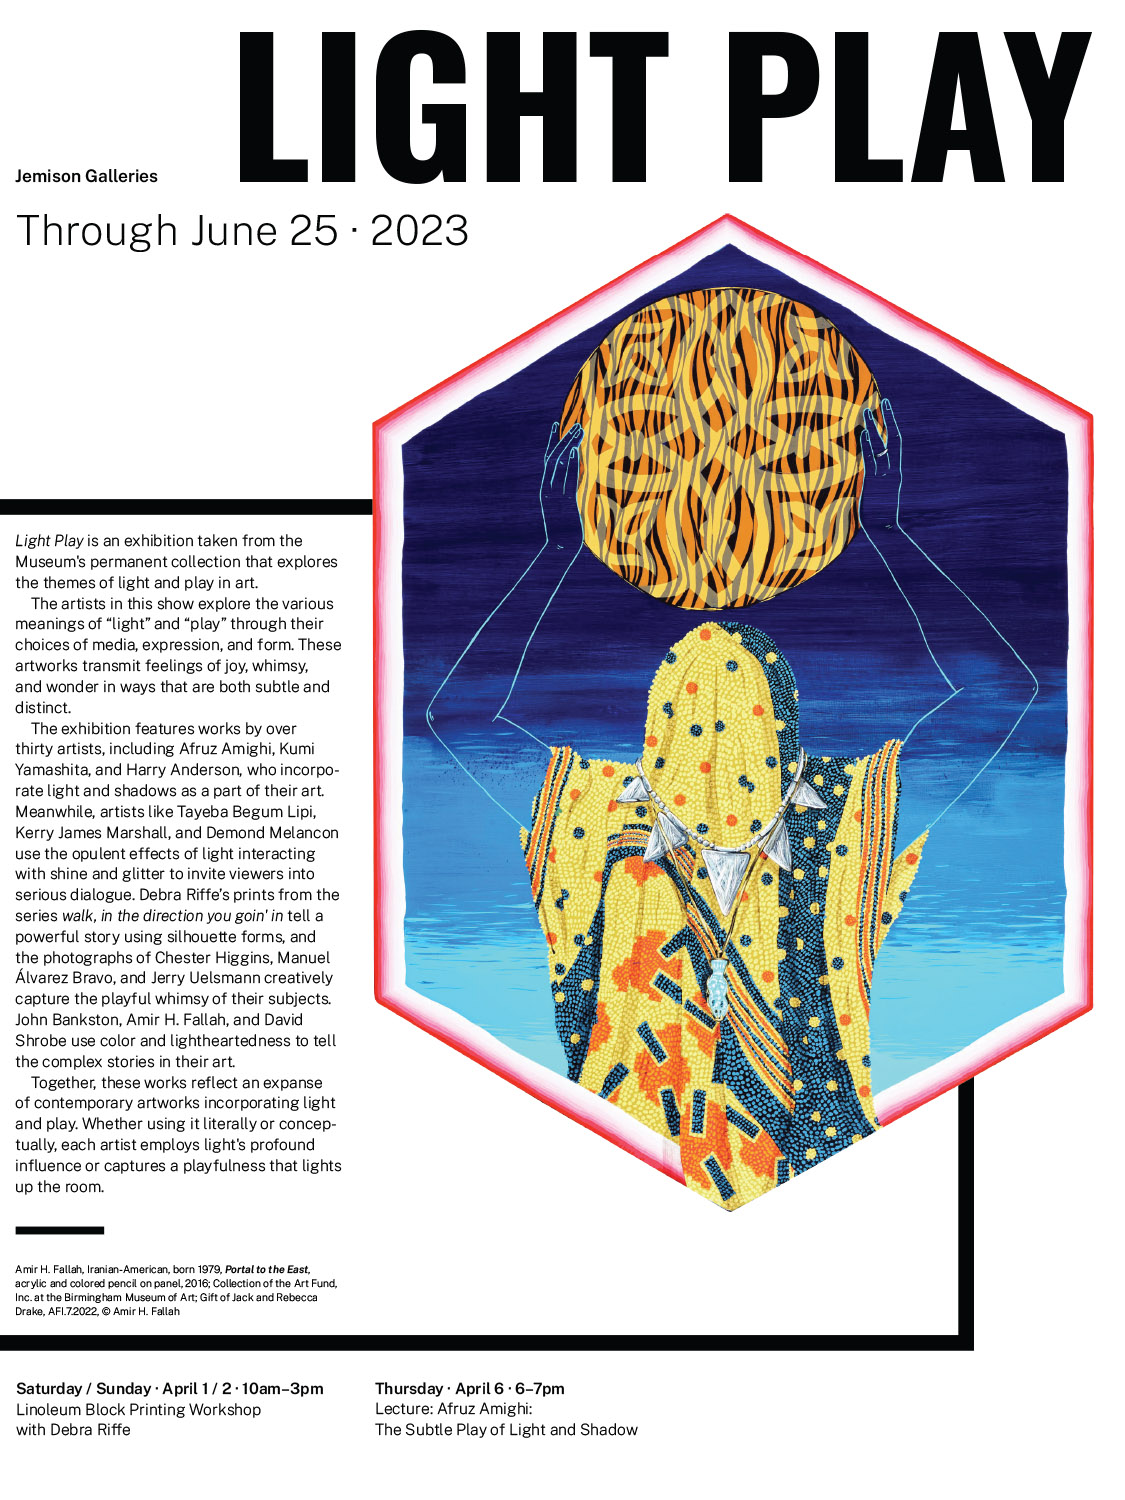 LIGHT PLAY
Jemison Galleries
Through June 25 · 2023
Light Play is an exhibition taken from the
Museum's permanent collection that explores
the themes of light and play in art.
The artists in this show explore the various
meanings of “light” and “play” through their
choices of media, expression, and form. These
artworks transmit feelings of joy, whimsy,
and wonder in ways that are both subtle and
distinct.
The exhibition features works by over
thirty artists, including Afruz Amighi, Kumi
Yamashita, and Harry Anderson, who incorpo-
rate light and shadows as a part of their art.
Meanwhile, artists like Tayeba Begum Lipi,
Kerry James Marshall, and Demond Melancon
use the opulent effects of light interacting
with shine and glitter to invite viewers into
serious dialogue. Debra Riffe's prints from the
series walk, in the direction you goin' in tell a
powerful story using silhouette forms, and
the photographs of Chester Higgins, Manuel
Álvarez Bravo, and Jerry Uelsmann creatively
capture the playful whimsy of their subjects.
John Bankston, Amir H. Fallah, and David
Shrobe use color and lightheartedness to tell
the complex stories in their art.
Together, these works reflect an expanse
of contemporary artworks incorporating light
and play. Whether using it literally or concep-
tually, each artist employs light's profound
influence or captures a playfulness that lights
up the room.
Amir H. Fallah, Iranian-American, born 1979, Portal to the East,
acrylic and colored pencil on panel, 2016; Collection of the Art Fund,
Inc. at the Birmingham Museum of Art; Gift of Jack and Rebecca
Drake, AFI.7.2022, © Amir H. Fallah
Saturday / Sunday · April 1 / 2 · 10am–3pm
Linoleum Block Printing Workshop
with Debra Riffe
Thursday · April 6 · 6–7pm
Lecture: Afruz Amighi:
The Subtle Play of Light and Shadow